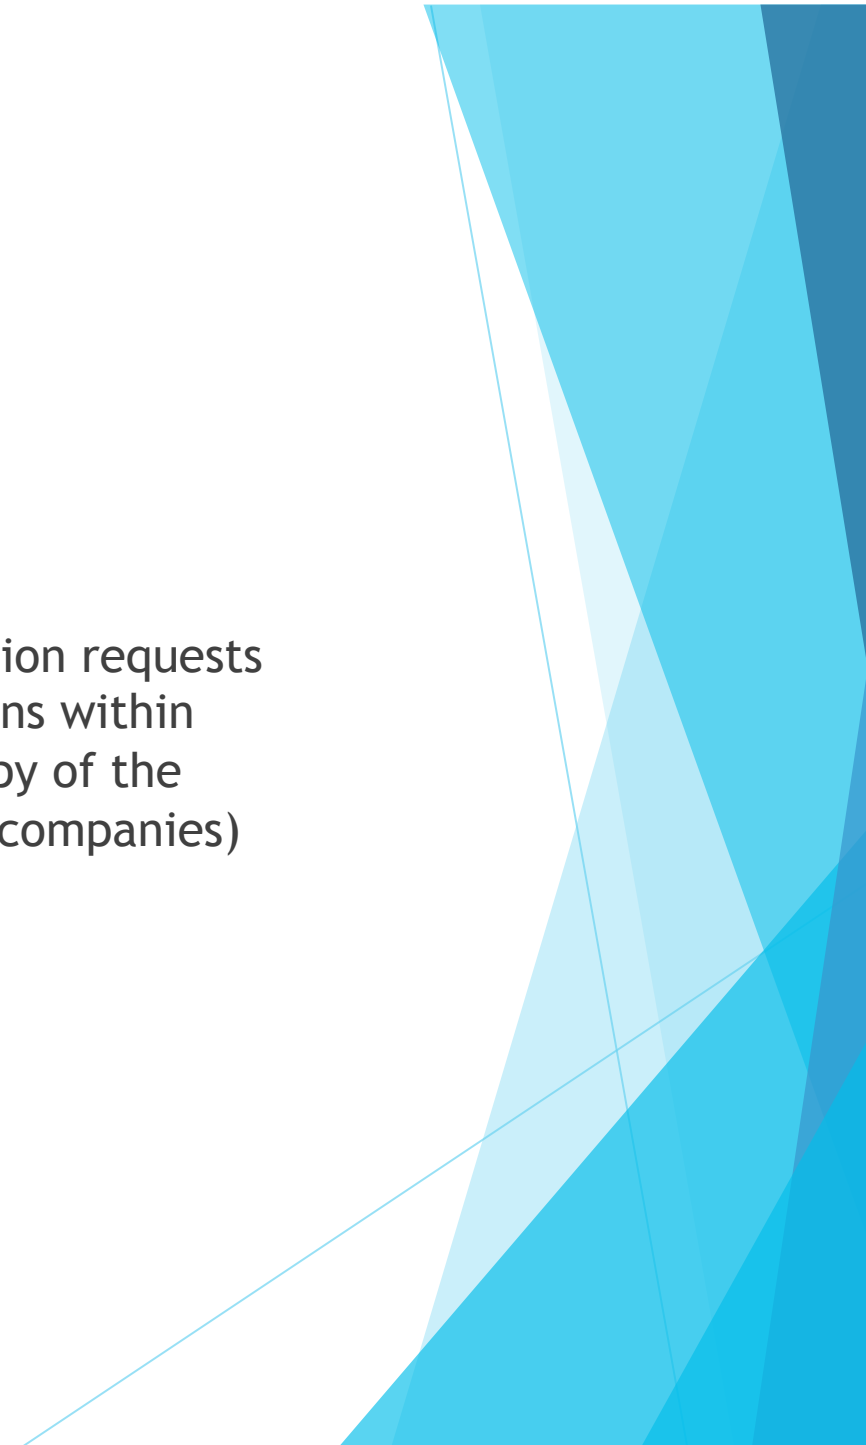 ion requests
ns within
py of the
companies)